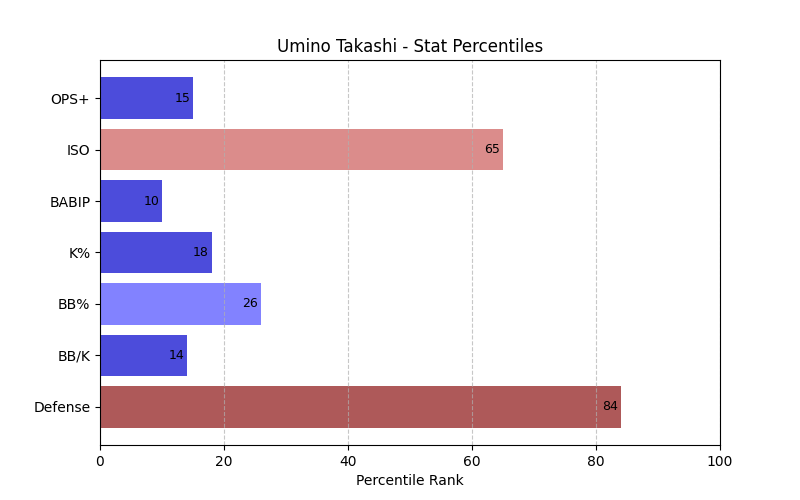 Umino Takashi - Stat Percentiles
OPS+ 15
ISO 65
BABIP 10
K% 18
BB% 26
BB/K 14
Defense 84
0 20 40 60 80 100
Percentile Rank